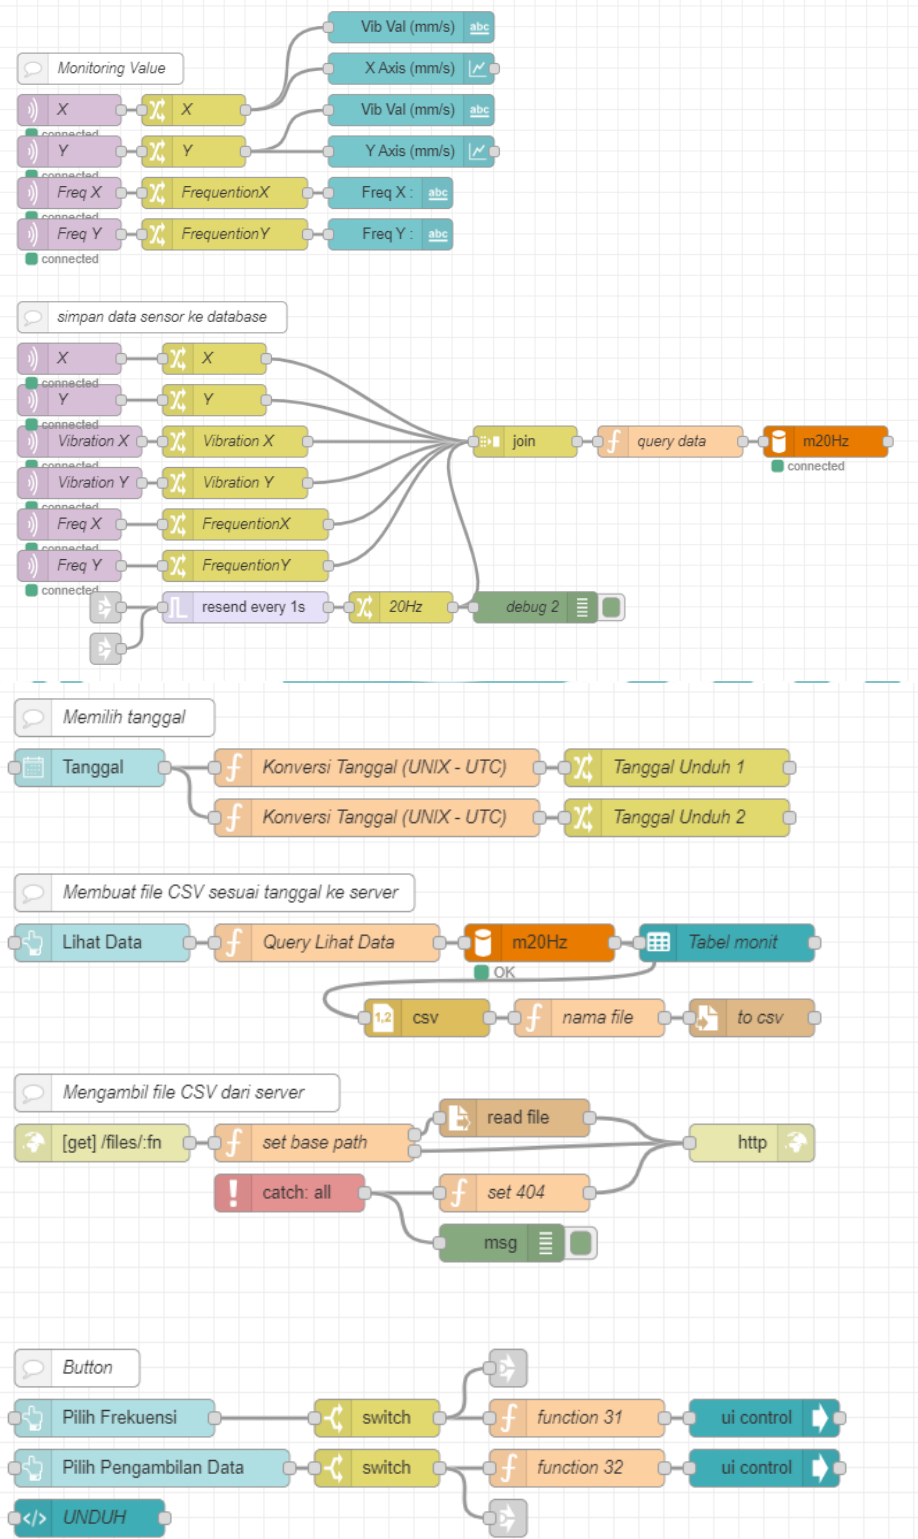 Vib Val (mm/s) abc
Monitoring Value
X Axis (mm/s)
X X Vib Val (mm/s) abc
connected
Y Y Y Axis (mm/s)
connected
Freq X FrequentionX Freq X : abc
connected
Freq Y FrequentionY Freq Y : abc
connected
simpan data sensor ke database
X X
connected
Y Y
connected
Vibration X Vibration X join query data m20Hz
connected connected
Vibration Y Vibration Y
connected
Freq X FrequentionX
connected
Freq Y FrequentionY
connected
resend every 1s 20Hz debug 2
Memilih tanggal
Tanggal Konversi Tanggal (UNIX - UTC) Tanggal Unduh 1
Konversi Tanggal (UNIX - UTC) Tanggal Unduh 2
Membuat file CSV sesuai tanggal ke server
Lihat Data Query Lihat Data m20Hz Tabel monit
OK
1,2 csv nama file to csv
Mengambil file CSV dari server
read file
[get] /files/:fn set base path http
catch: all set 404
msg
Button
Pilih Frekuensi switch function 31 ui control
Pilih Pengambilan Data switch function 32 ui control
</> UNDUH